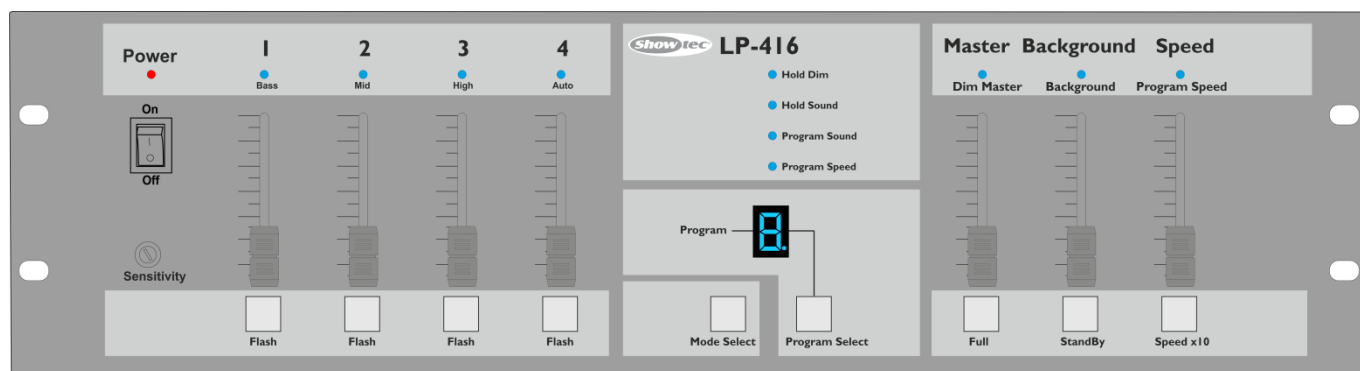 Power
1 2 3 4
Bass Mid High Auto
Showtec LP-416
Hold Dim
Hold Sound
Program Sound
Program Speed
Master Background Speed
Dim Master Background Program Speed
On
I
O
Off
Sensitivity
Program 8.
Flash Flash Flash Flash
Mode Select Program Select
Full StandBy Speed x10